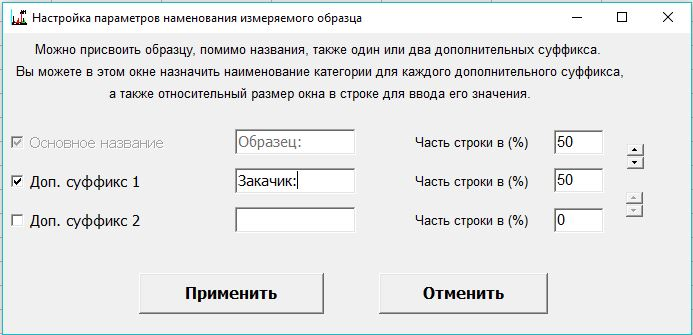 Настройка параметров наменования измеряемого образца
Можно присвоить образцу, помимо названия, также один или два дополнительных суффикса.
Вы можете в этом окне назначить наименование категории для каждого дополнительного суффикса,
а также относительный размер окна в строке для ввода его значения.
Основное название Образец: Часть строки в (%) 50
Доп. суффикс 1 Закачик: Часть строки в (%) 50
Доп. суффикс 2 Часть строки в (%) 0
Применить Отменить